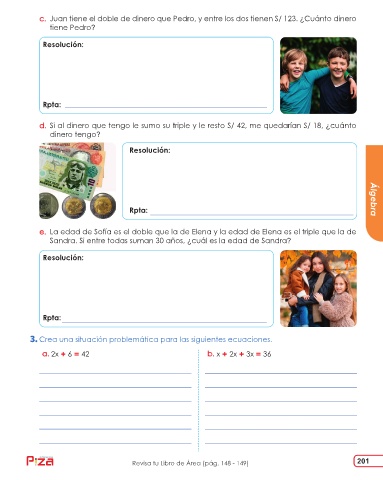 c. Juan tiene el doble de dinero que Pedro, y entre los dos tienen S/ 123. ¿Cuánto dinero
tiene Pedro?
Resolución:
Rpta:
d. Si al dinero que tengo le sumo su triple y le resto S/ 42, me quedarían S/ 18, ¿cuánto
dinero tengo?
Resolución:
Rpta:
Álgebra
e. La edad de Sofía es el doble que la de Elena y la edad de Elena es el triple que la de
Sandra. Si entre todas suman 30 años, ¿cuál es la edad de Sandra?
Resolución:
Rpta:
3. Crea una situación problemática para las siguientes ecuaciones.
a. 2x + 6 = 42
b. x + 2x + 3x = 36
Piza
Revisa tu Libro de Área (pág. 148 - 149)
201